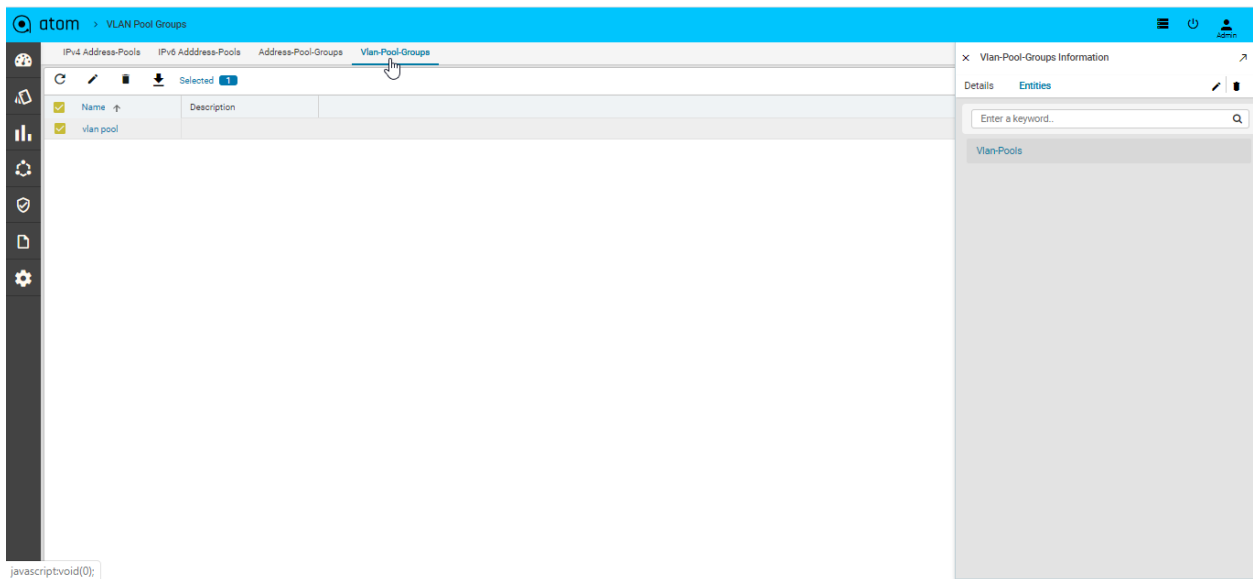 atom > VLAN Pool Groups
Admin
IPv4 Address-Pools IPv6 Adddress-Pools Address-Pool-Groups Vlan-Pool-Groups
Selected 1
Name ↑ Description
vlan pool
× Vlan-Pool-Groups Information
Details Entities
Enter a keyword..
Vlan-Pools
javascript:void(0);